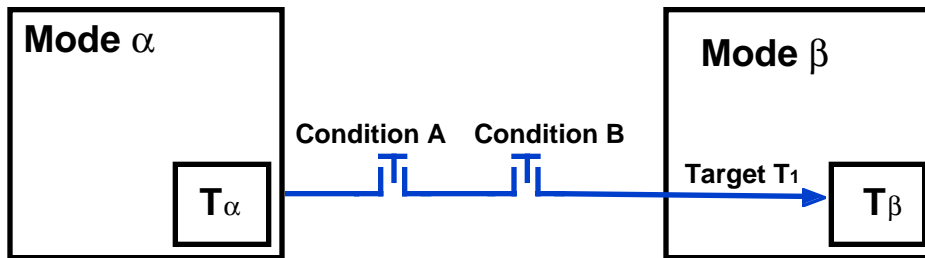 Mode α
Mode β
Condition A
Condition B
Target T₁
Tα
Tβ